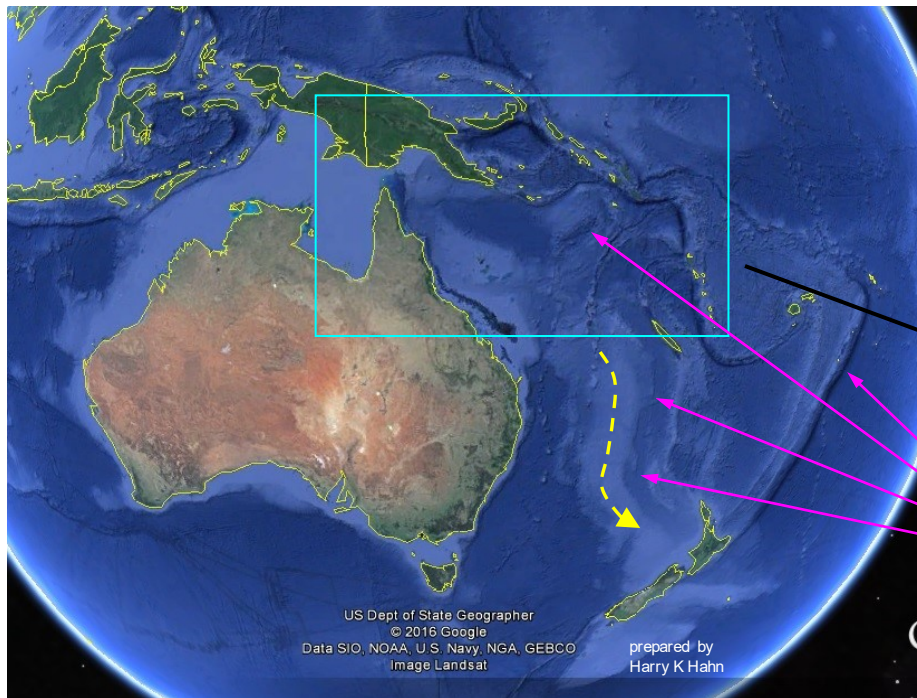 US Dept of State Geographer
© 2016 Google
Data SIO, NOAA, U.S. Navy, NGA, GEBCO
Image Landsat
prepared by
Harry K Hahn